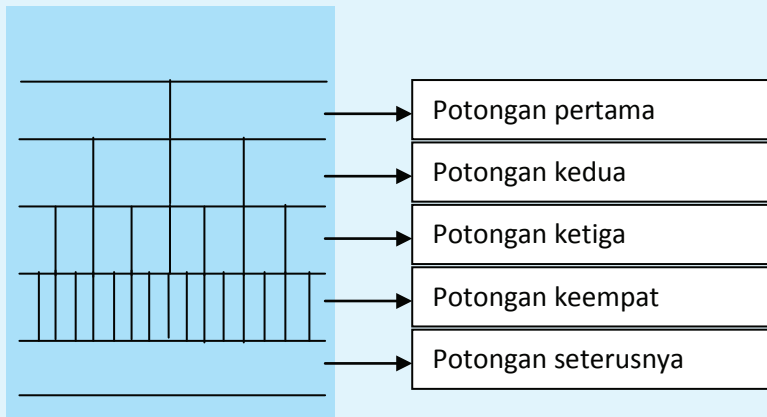 Potongan pertama
Potongan kedua
Potongan ketiga
Potongan keempat
Potongan seterusnya